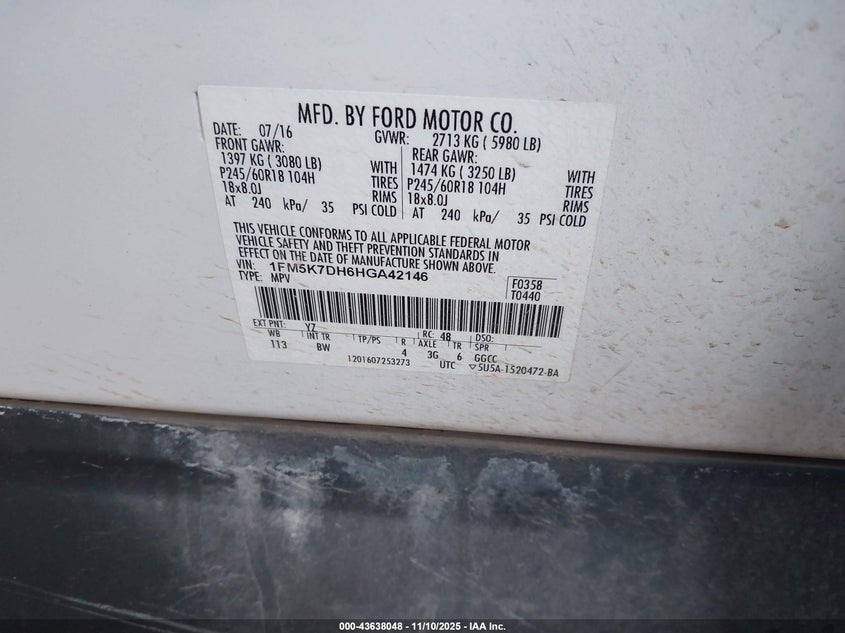 MFD. BY FORD MOTOR CO.
DATE: 07/16 GVWR: 2713 KG ( 5980 LB)
FRONT GAWR: REAR GAWR:
1397 KG ( 3080 LB) WITH 1474 KG ( 3250 LB) WITH
P245/60R18 104H TIRES P245/60R18 104H TIRES
18x8.0J RIMS 18x8.0J RIMS
AT 240 kPa/ 35 PSI COLD AT 240 kPa/ 35 PSI COLD
THIS VEHICLE CONFORMS TO ALL APPLICABLE FEDERAL MOTOR
VEHICLE SAFETY AND THEFT PREVENTION STANDARDS IN
EFFECT ON THE DATE OF MANUFACTURE SHOWN ABOVE.
VIN: 1FM5K7DH6HGA42146 F0358
TYPE: MPV T0440
EXT PNT: YZ RC: 48 DSO:
WB INT TR TP/PS R AXLE TR SPR
113 BW 4 3G 6 GGCC
1201607253273 UTC ▽5U5A-1520472-BA
000-43638048 - 11/10/2025 - IAA Inc.